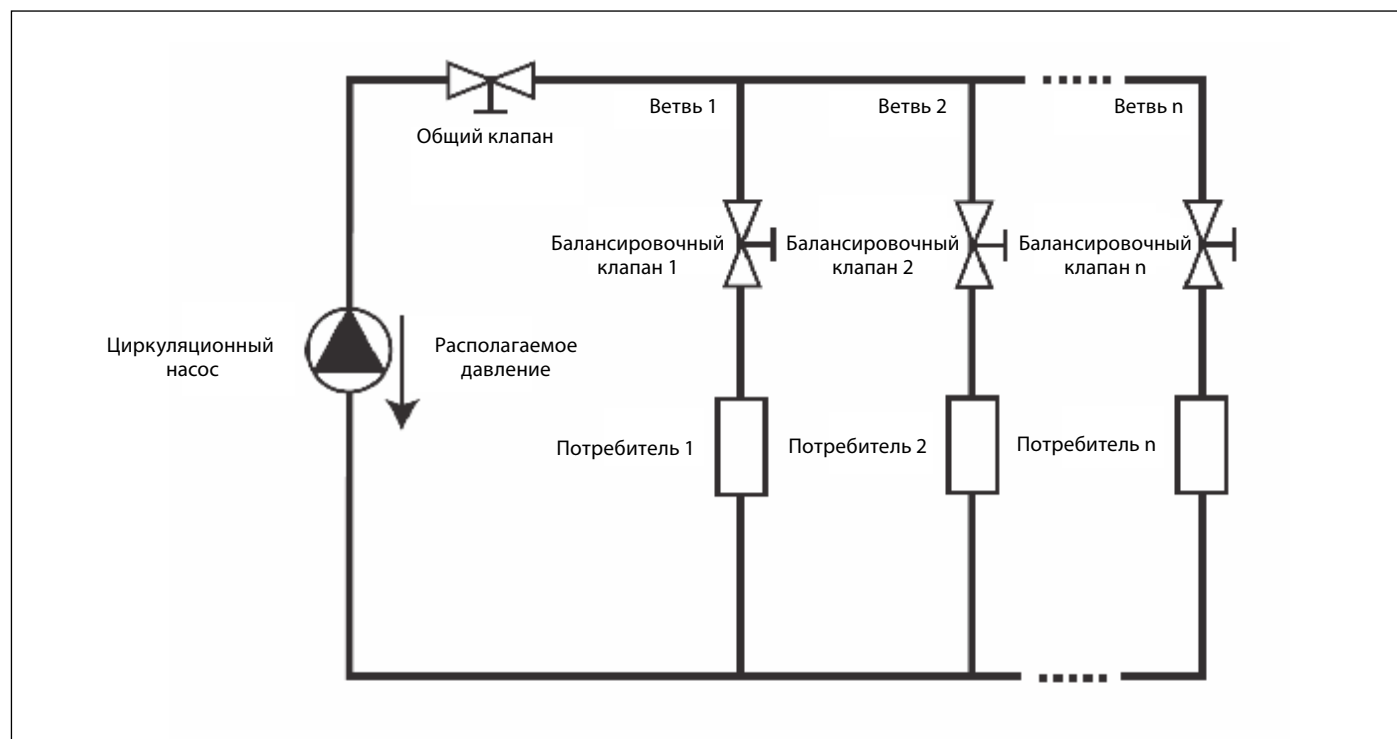 Общий клапан
Ветвь 1
Ветвь 2
Ветвь n
Балансировочный
клапан 1
Балансировочный
клапан 2
Балансировочный
клапан n
Циркуляционный
насос
Располагаемое
давление
Потребитель 1
Потребитель 2
Потребитель n